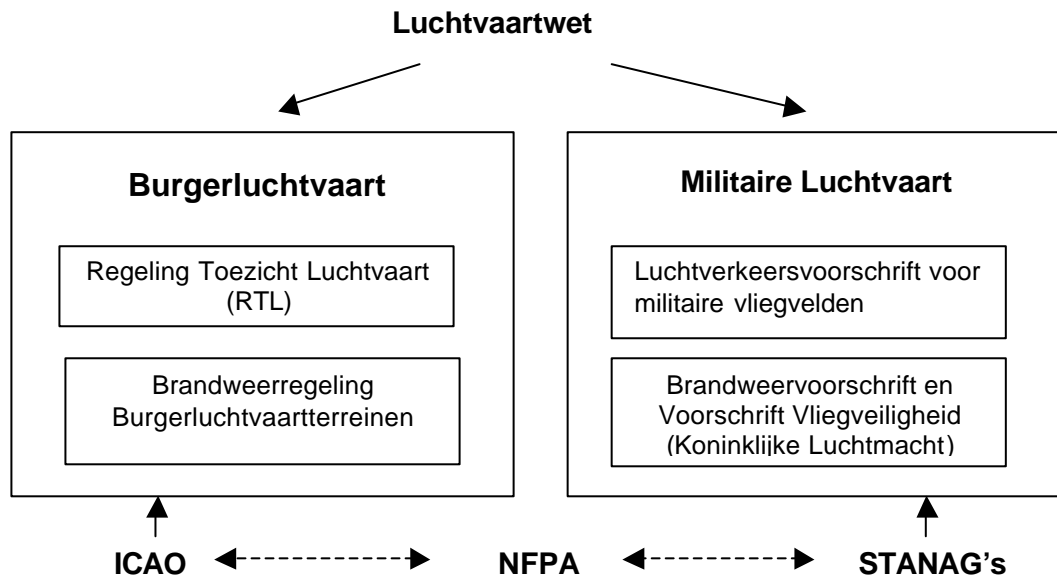 Luchtvaartwet
Burgerluchtvaart
Regeling Toezicht Luchtvaart
(RTL)
Brandweerregeling
Burgerluchtvaartterreinen
Militaire Luchtvaart
Luchtverkeersvoorschrift voor
militaire vliegvelden
Brandweervoorschrift en
Voorschrift Vliegveiligheid
(Koninklijke Luchtmacht)
ICAO
NFPA
STANAG's